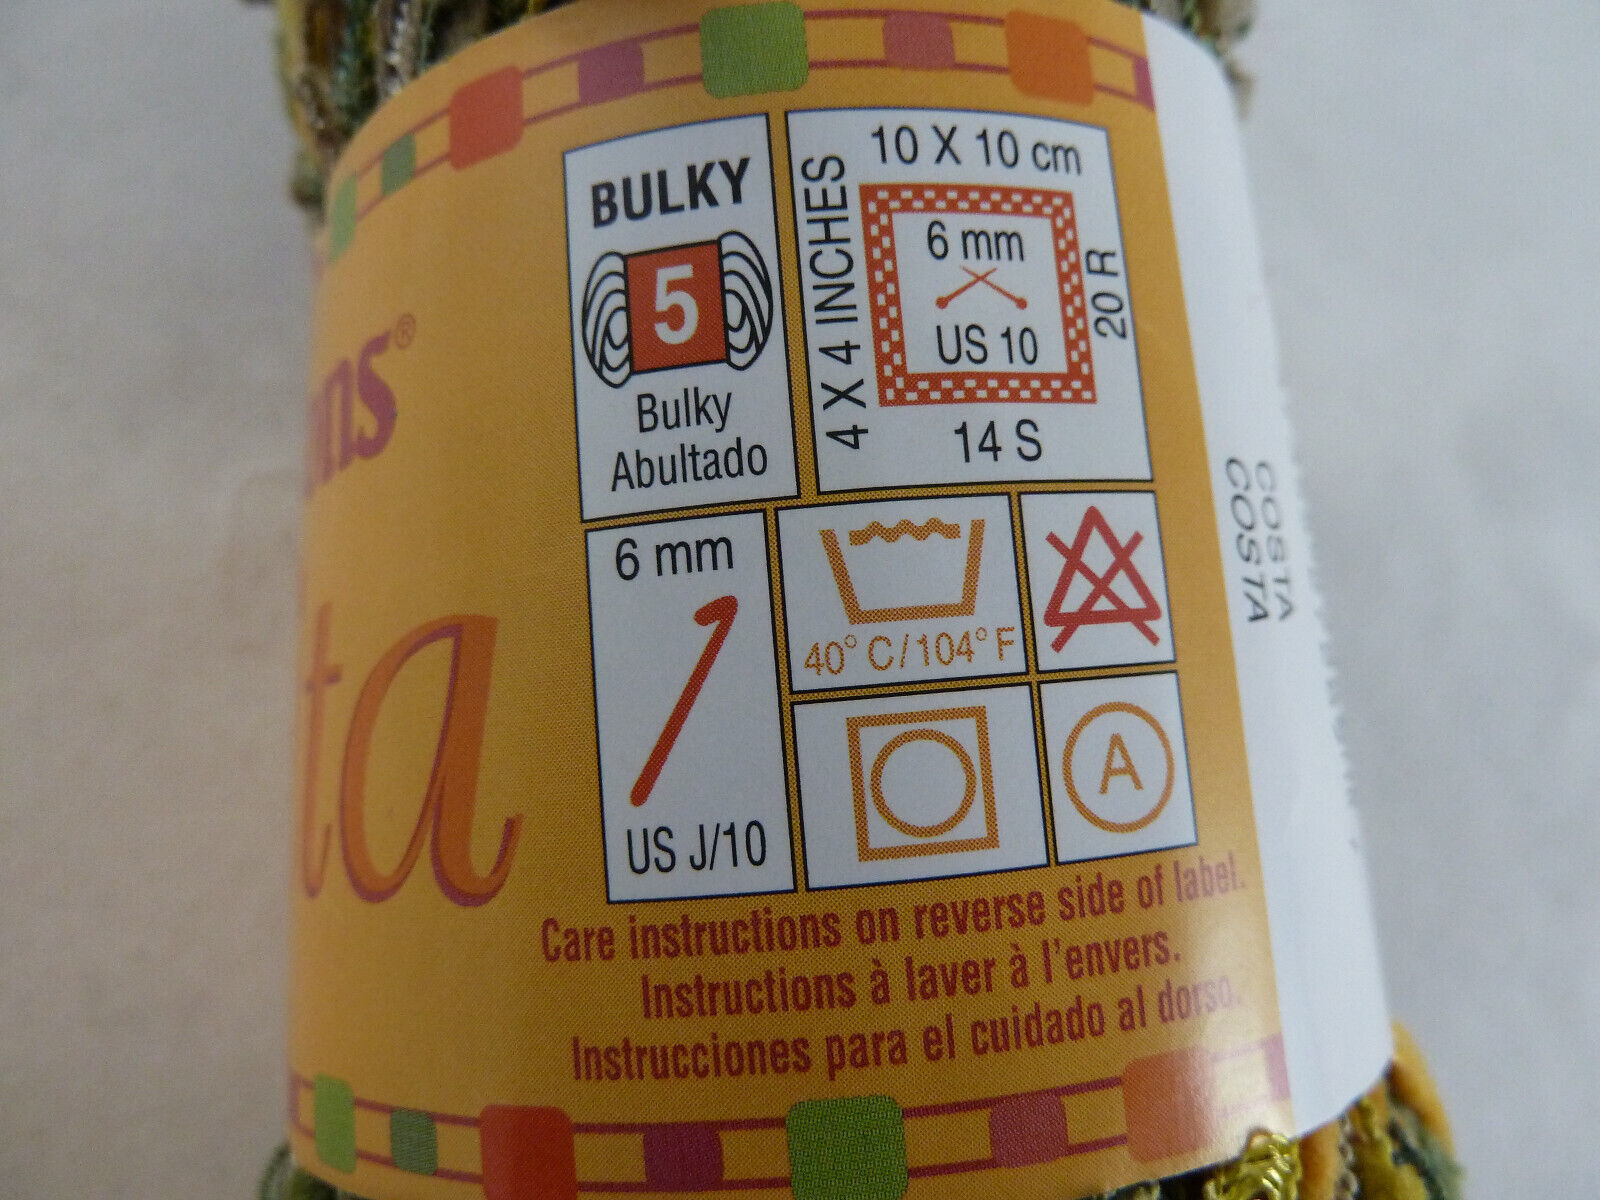 BULKY
5
Bulky
Abultado
10 X 10 cm
4 X 4 INCHES
6 mm
US 10
20 R
14 S
6 mm
US J/10
40° C/104° F
A
ns®
ta
Care instructions on reverse side of label.
Instructions à laver à l'envers.
Instrucciones para el cuidado al dorso.
COSTA
COSTA